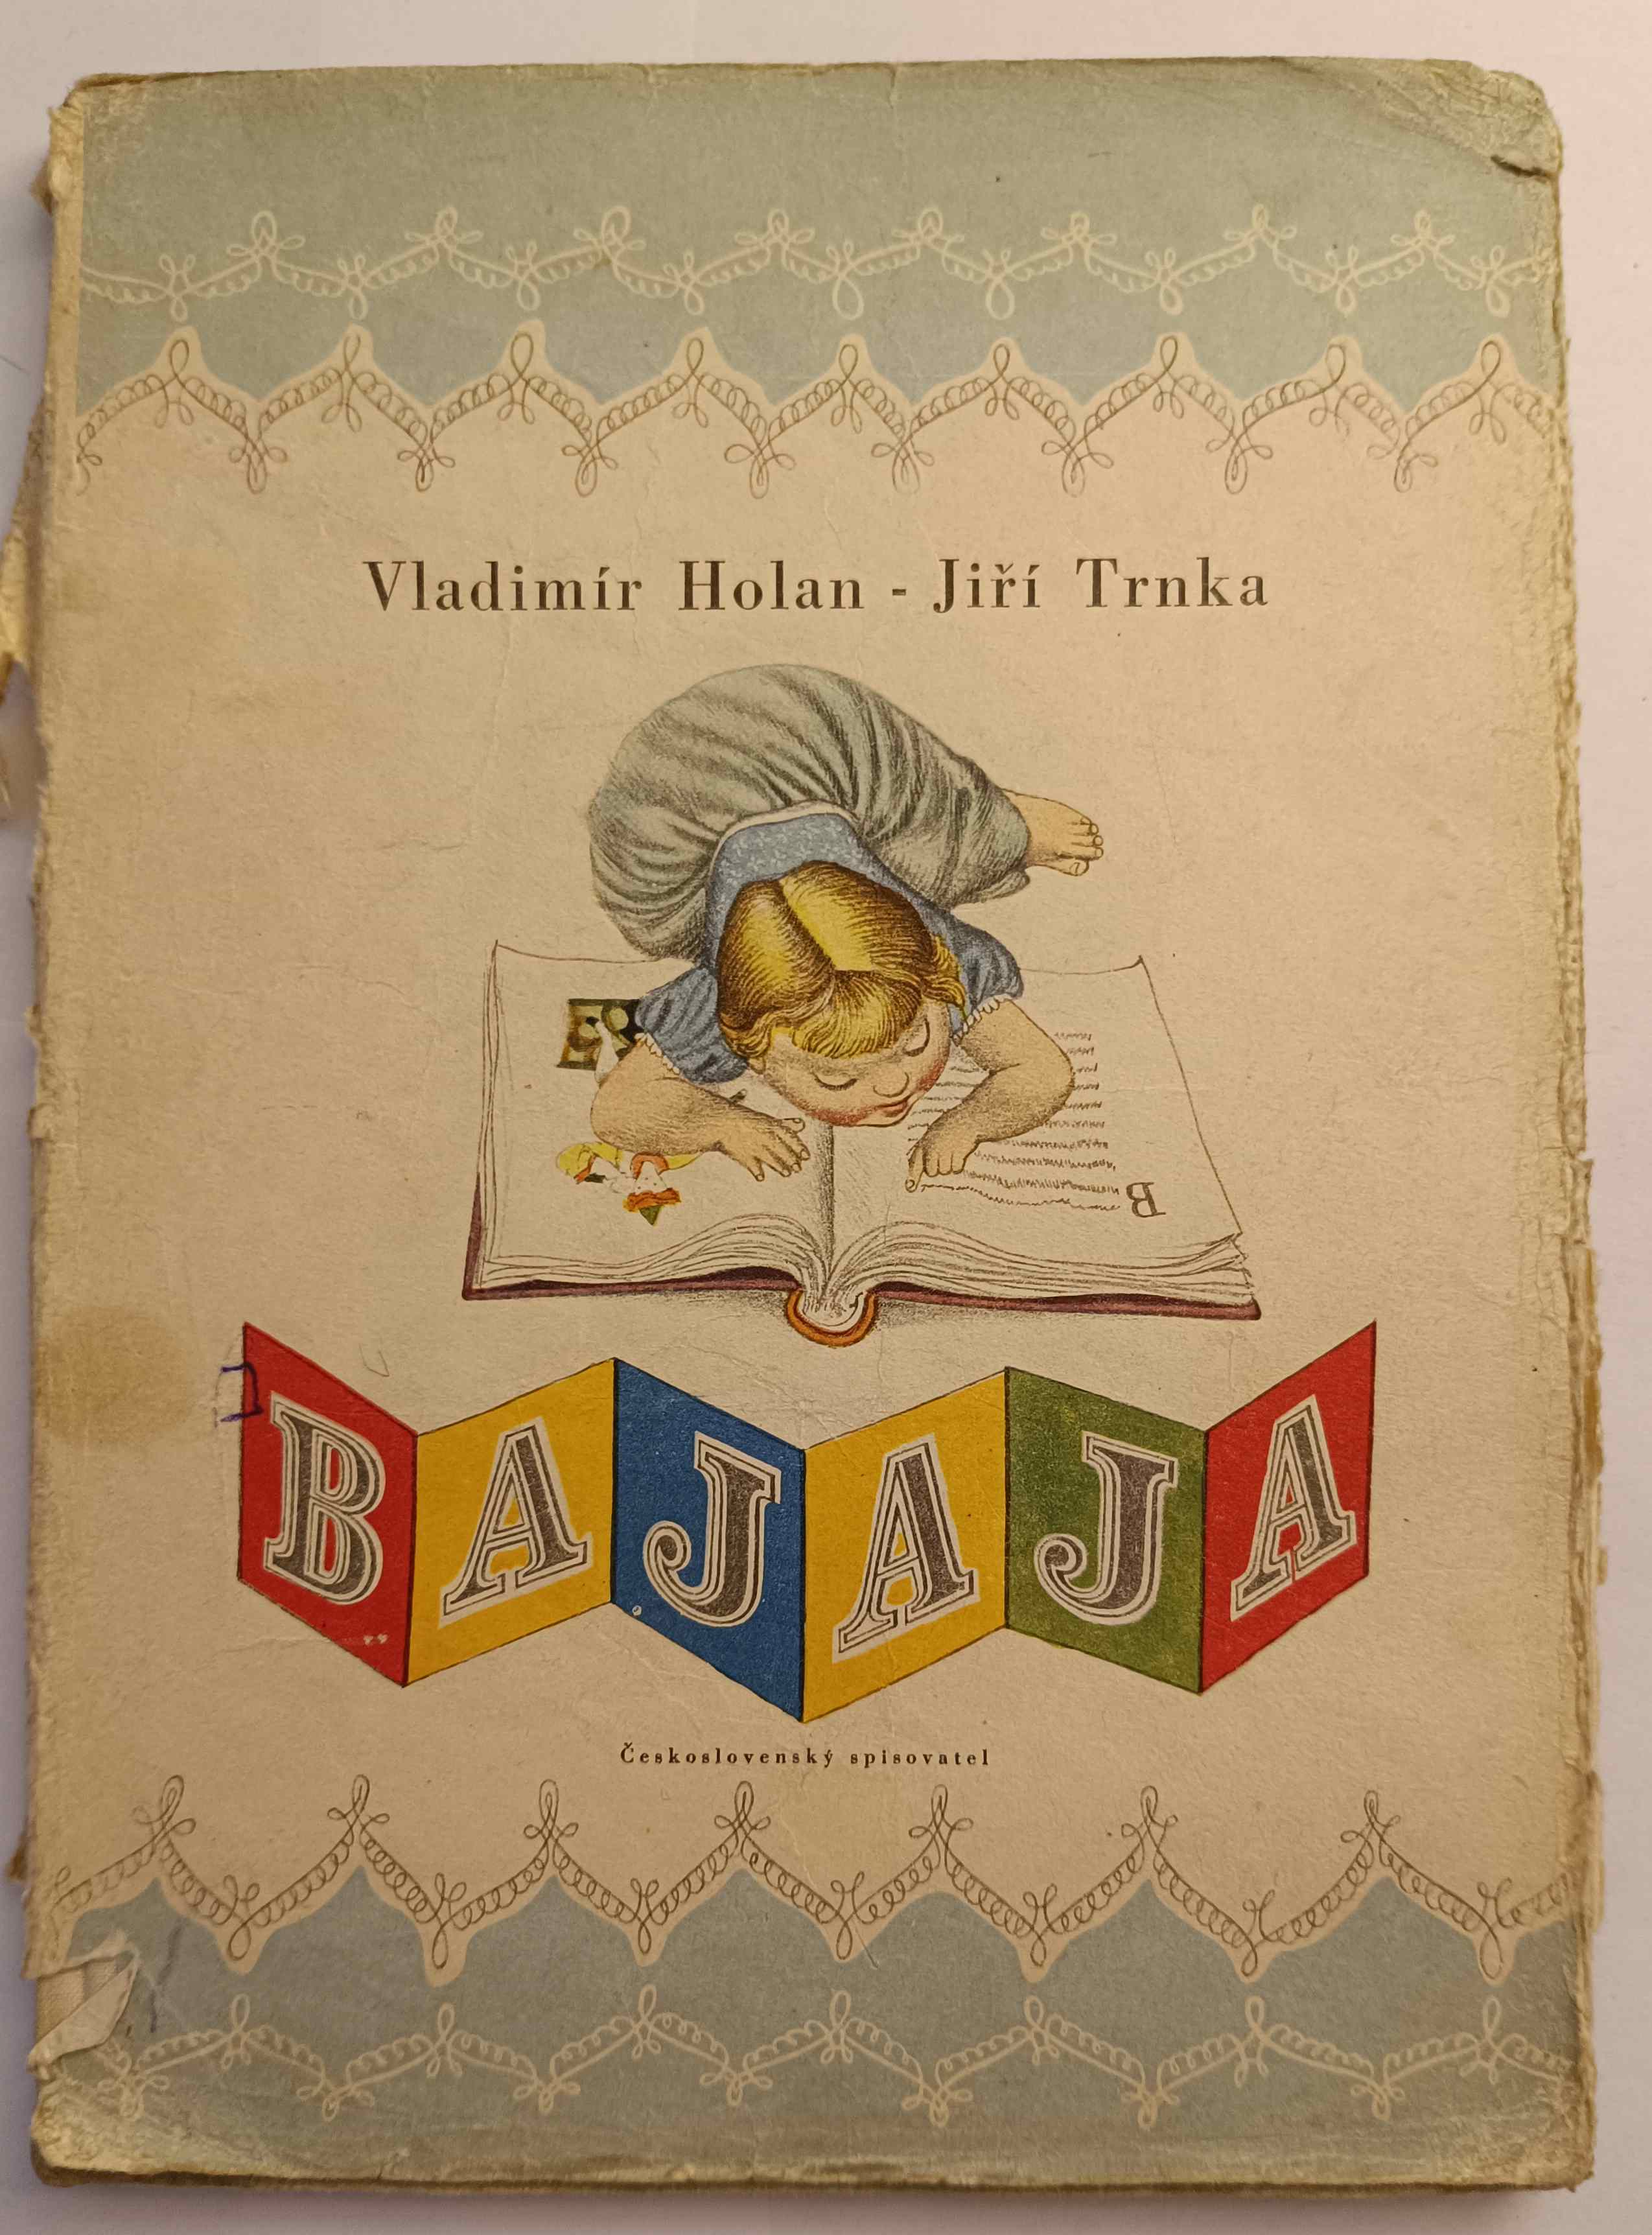 Vladimír Holan - Jiří Trnka
B
BAJAJA
Československý spisovatel